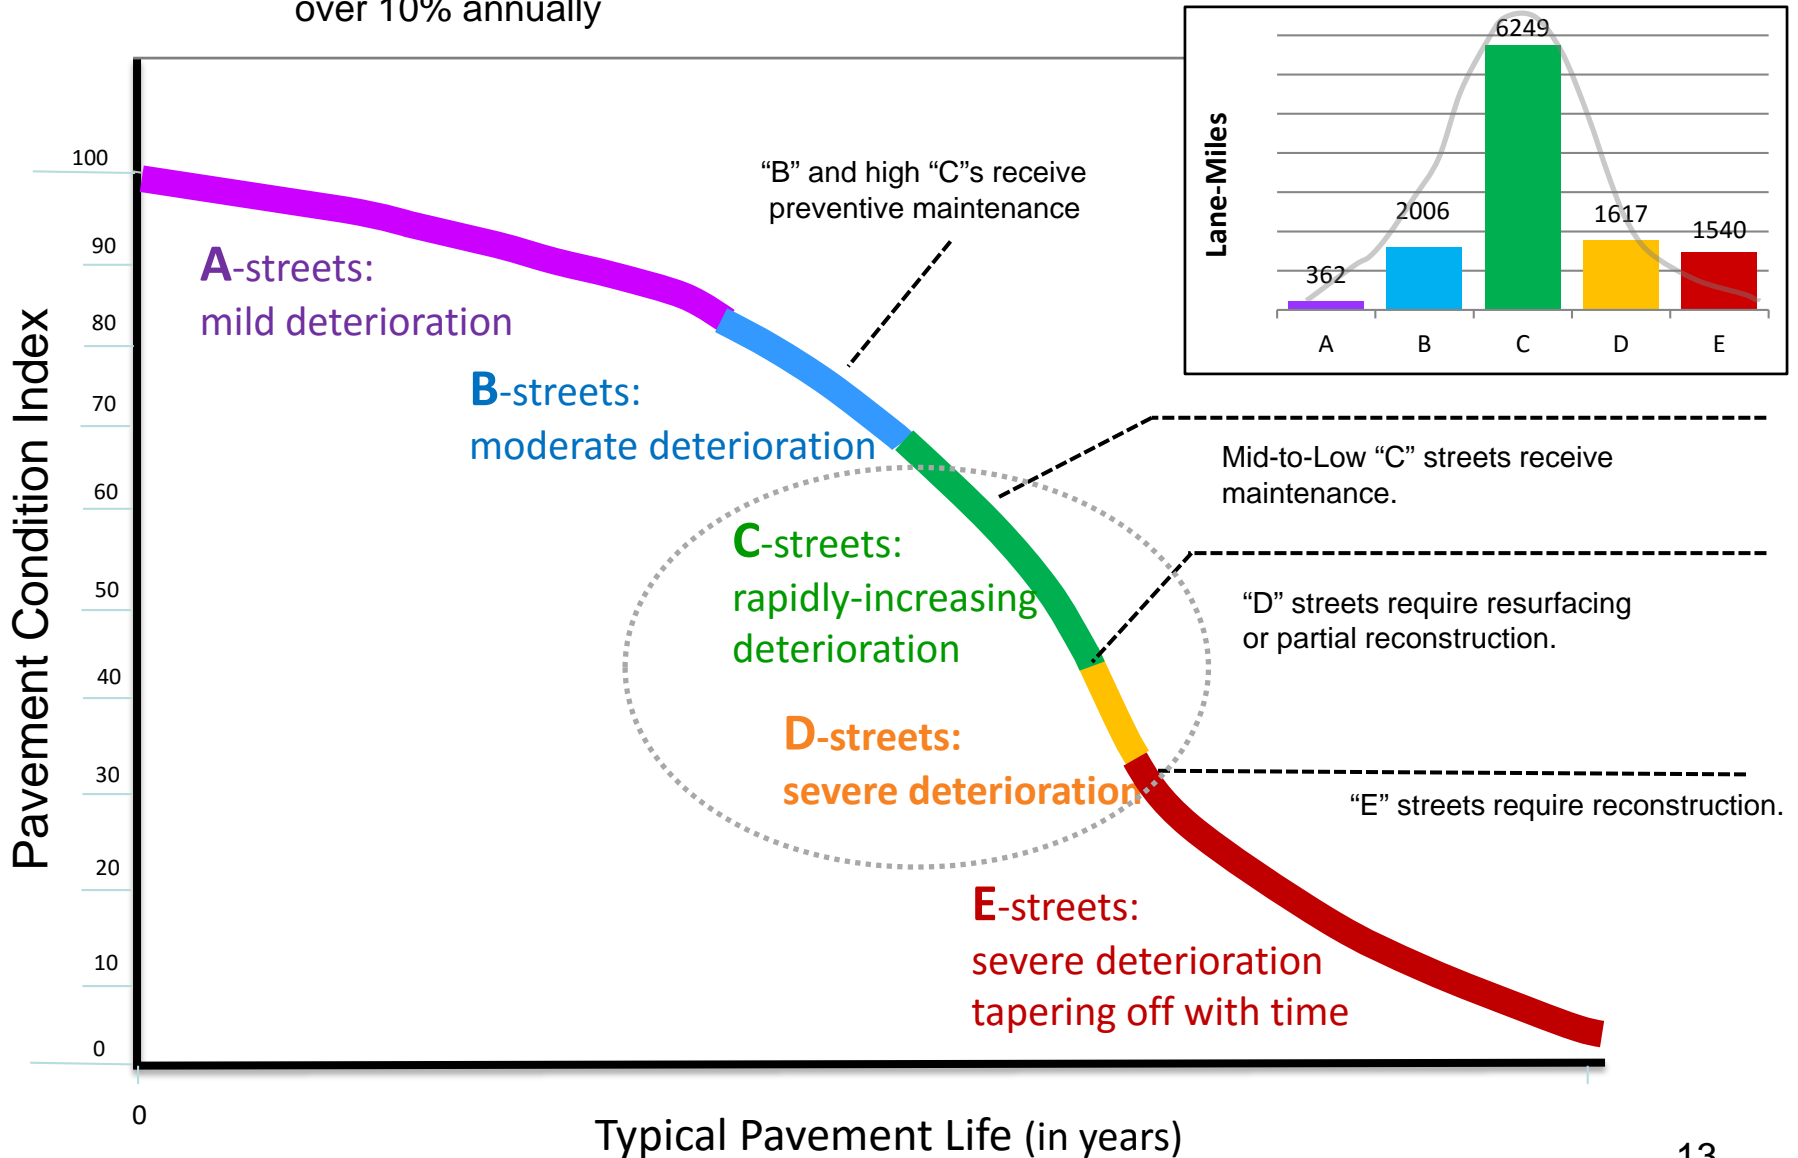 over 10% annually
6249
2006
1617
1540
362
Lane-Miles
A
B
C
D
E
100
90
80
70
60
50
40
30
20
10
0
Pavement Condition Index
"B" and high "C"s receive
preventive maintenance
A-streets:
mild deterioration
B-streets:
moderate deterioration
Mid-to-Low "C" streets receive
maintenance.
C-streets:
rapidly-increasing
deterioration
"D" streets require resurfacing
or partial reconstruction.
D-streets:
severe deterioration
"E" streets require reconstruction.
E-streets:
severe deterioration
tapering off with time
0
Typical Pavement Life (in years)
13